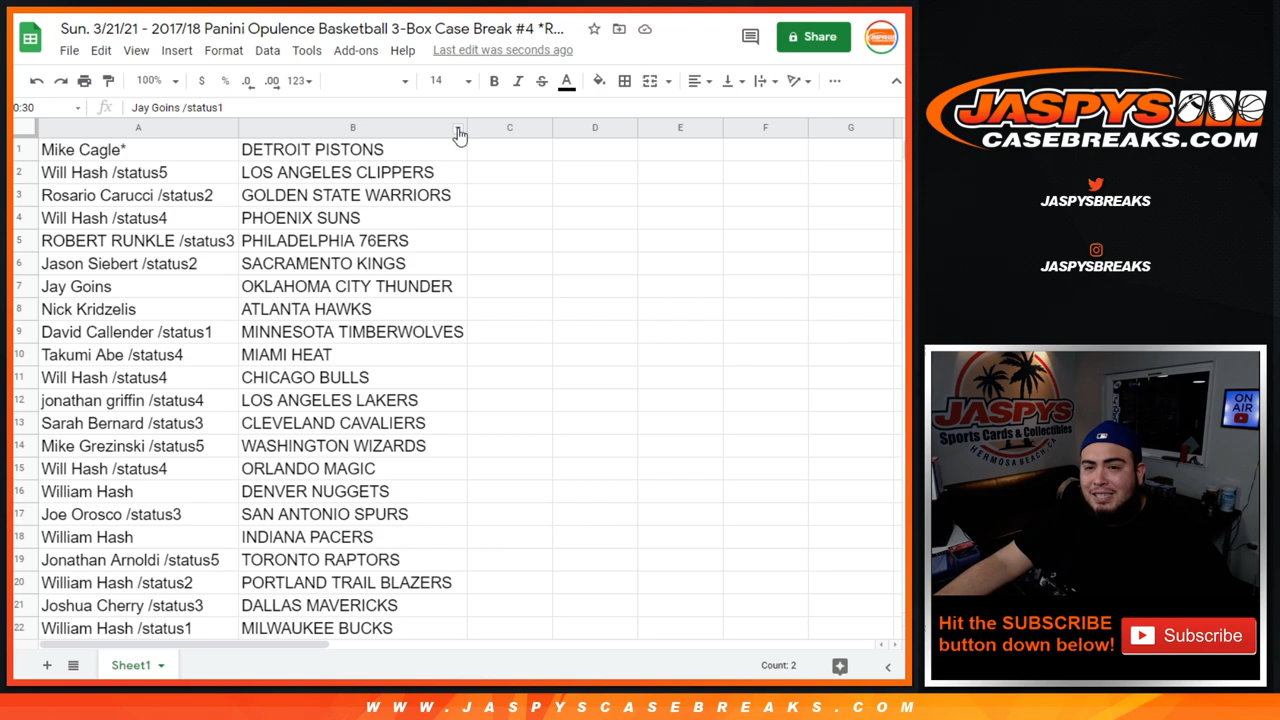 Sun. 3/21/21 - 2017/18 Panini Opulence Basketball 3-Box Case Break #4 *R...
Share
File Edit View Insert Format Data Tools Add-ons Help Last edit was seconds ago
100% $ % .0 .00 123 14 B I S A
0:30 fx Jay Goins /status1
A B C D E F G
1 Mike Cagle* DETROIT PISTONS
2 Will Hash /status5 LOS ANGELES CLIPPERS
3 Rosario Carucci /status2 GOLDEN STATE WARRIORS
4 Will Hash /status4 PHOENIX SUNS
5 ROBERT RUNKLE /status3 PHILADELPHIA 76ERS
6 Jason Siebert /status2 SACRAMENTO KINGS
7 Jay Goins OKLAHOMA CITY THUNDER
8 Nick Kridzelis ATLANTA HAWKS
9 David Callender /status1 MINNESOTA TIMBERWOLVES
10 Takumi Abe /status4 MIAMI HEAT
11 Will Hash /status4 CHICAGO BULLS
12 jonathan griffin /status4 LOS ANGELES LAKERS
13 Sarah Bernard /status3 CLEVELAND CAVALIERS
14 Mike Grezinski /status5 WASHINGTON WIZARDS
15 Will Hash /status4 ORLANDO MAGIC
16 William Hash DENVER NUGGETS
17 Joe Orosco /status3 SAN ANTONIO SPURS
18 William Hash INDIANA PACERS
19 Jonathan Arnoldi /status5 TORONTO RAPTORS
20 William Hash /status2 PORTLAND TRAIL BLAZERS
21 Joshua Cherry /status3 DALLAS MAVERICKS
22 William Hash /status1 MILWAUKEE BUCKS
Sheet1 Count: 2
JASPYS
CASEBREAKS.COM
JASPYSBREAKS
JASPYSBREAKS
JASPYS
Sports Cards & Collectibles
HERMOSA BEACH, CA
ON
AIR
Hit the SUBSCRIBE
button down below!
Subscribe
WWW.JASPYSCASEBREAKS.COM